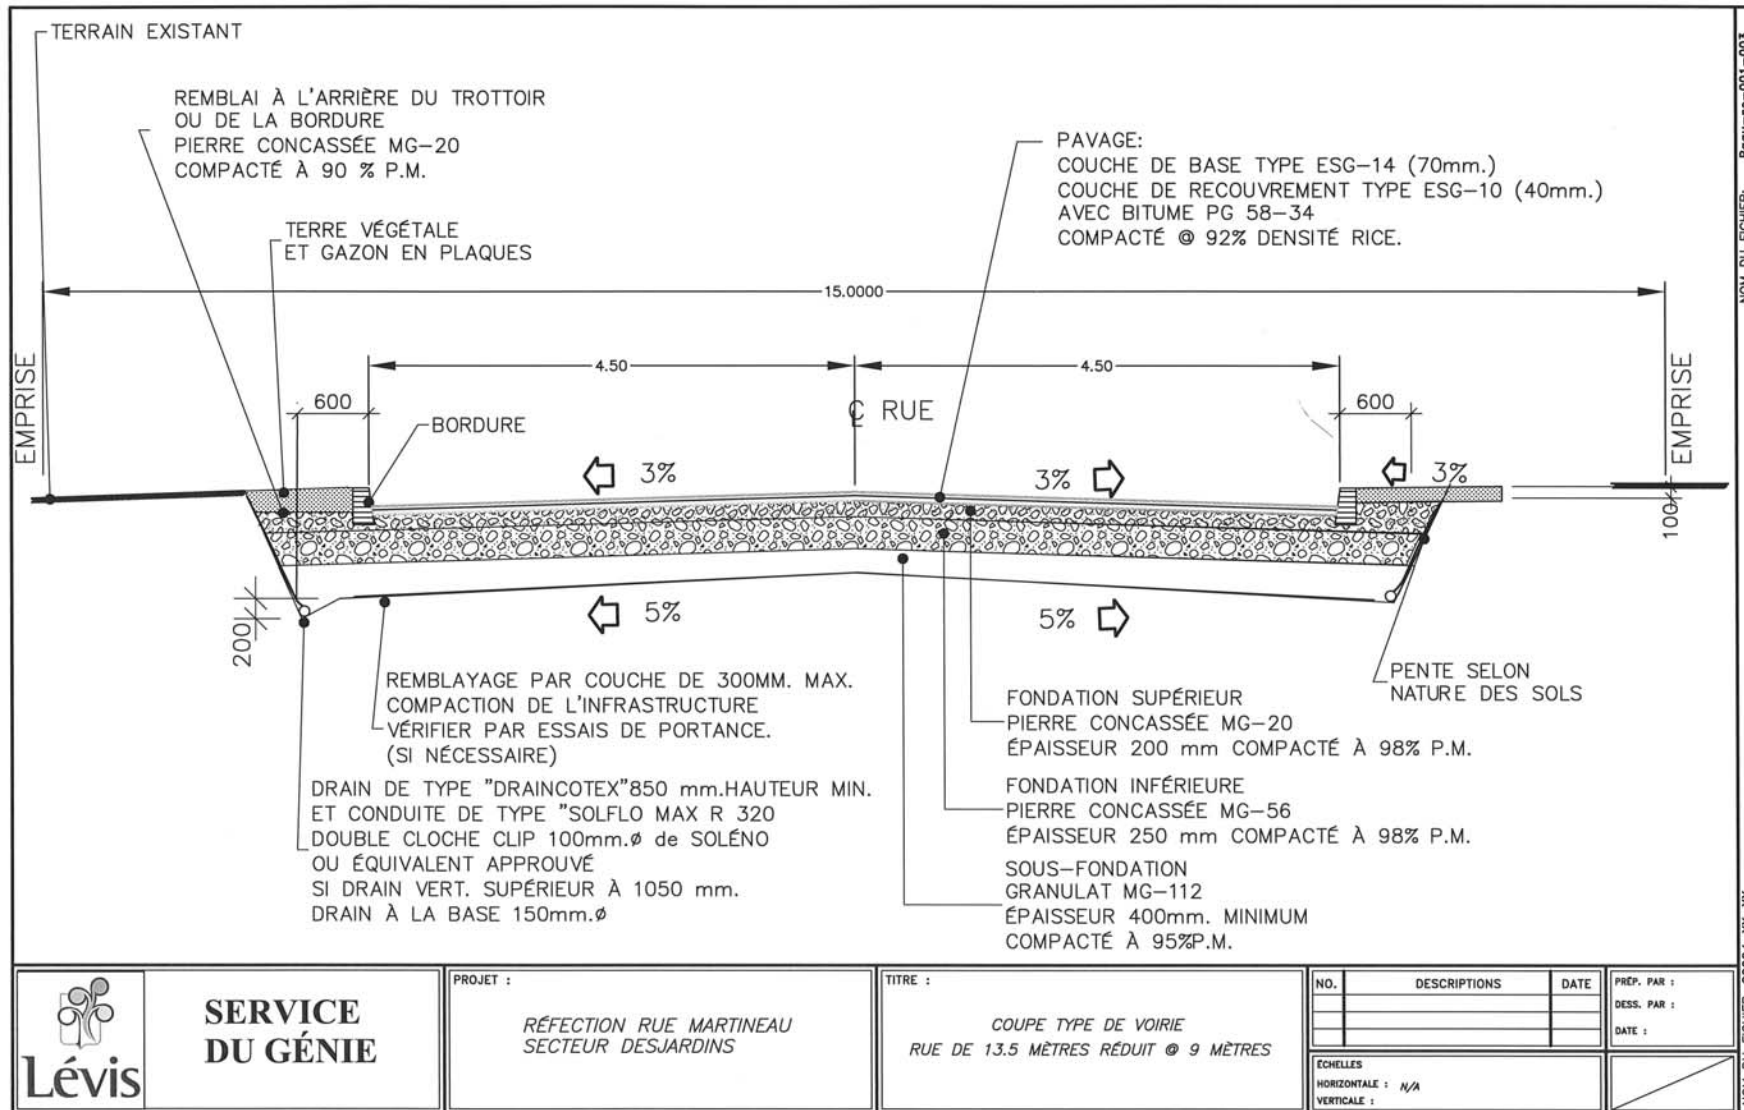 TERRAIN EXISTANT
REMBLAI À L'ARRIÈRE DU TROTTOIR
OU DE LA BORDURE
PIERRE CONCASSÉE MG-20
COMPACTÉ À 90 % P.M.
TERRE VÉGÉTALE
ET GAZON EN PLAQUES
PAVAGE:
COUCHE DE BASE TYPE ESG-14 (70mm.)
COUCHE DE RECOUVREMENT TYPE ESG-10 (40mm.)
AVEC BITUME PG 58-34
COMPACTÉ @ 92% DENSITÉ RICE.
15.0000
EMPRISE
4.50
4.50
EMPRISE
600
℄ RUE
600
BORDURE
3%
3%
3%
100
200
5%
5%
REMBLAYAGE PAR COUCHE DE 300MM. MAX.
COMPACTION DE L'INFRASTRUCTURE
VÉRIFIER PAR ESSAIS DE PORTANCE.
(SI NÉCESSAIRE)
PENTE SELON
NATURE DES SOLS
DRAIN DE TYPE "DRAINCOTEX"850 mm.HAUTEUR MIN.
ET CONDUITE DE TYPE "SOLFLO MAX R 320
DOUBLE CLOCHE CLIP 100mm.ø de SOLÉNO
OU ÉQUIVALENT APPROUVÉ
SI DRAIN VERT. SUPÉRIEUR À 1050 mm.
DRAIN À LA BASE 150mm.ø
FONDATION SUPÉRIEUR
PIERRE CONCASSÉE MG-20
ÉPAISSEUR 200 mm COMPACTÉ À 98% P.M.
FONDATION INFÉRIEURE
PIERRE CONCASSÉE MG-56
ÉPAISSEUR 250 mm COMPACTÉ À 98% P.M.
SOUS-FONDATION
GRANULAT MG-112
ÉPAISSEUR 400mm. MINIMUM
COMPACTÉ À 95%P.M.
NOM DU FICHIER:
Lévis
SERVICE
DU GÉNIE
PROJET :
RÉFECTION RUE MARTINEAU
SECTEUR DESJARDINS
TITRE :
COUPE TYPE DE VOIRIE
RUE DE 13.5 MÈTRES RÉDUIT @ 9 MÈTRES
NO. DESCRIPTIONS DATE
PRÉP. PAR :
DESS. PAR :
DATE :
ÉCHELLES
HORIZONTALE : N/A
VERTICALE :